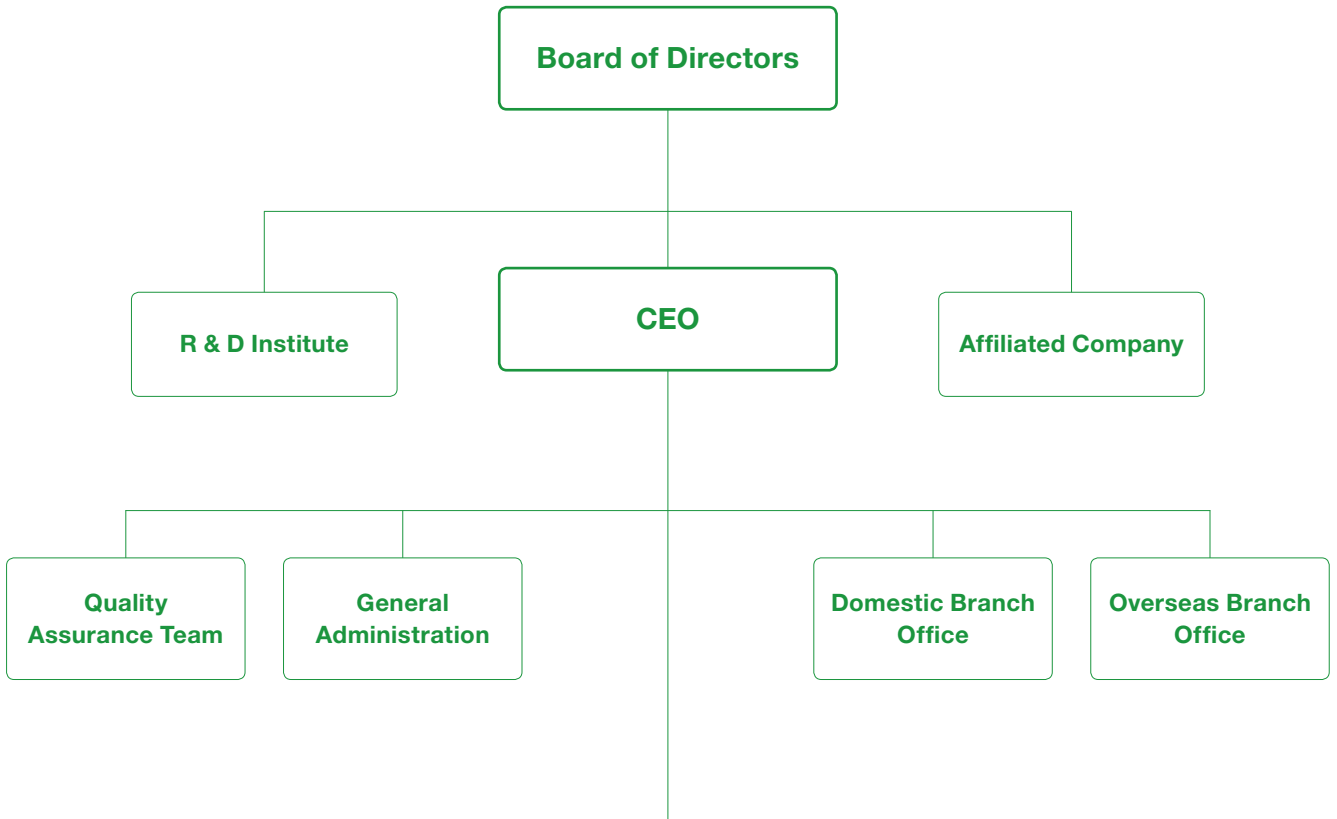 Board of Directors
R & D Institute
CEO
Affiliated Company
Quality
Assurance Team
General
Administration
Domestic Branch
Office
Overseas Branch
Office